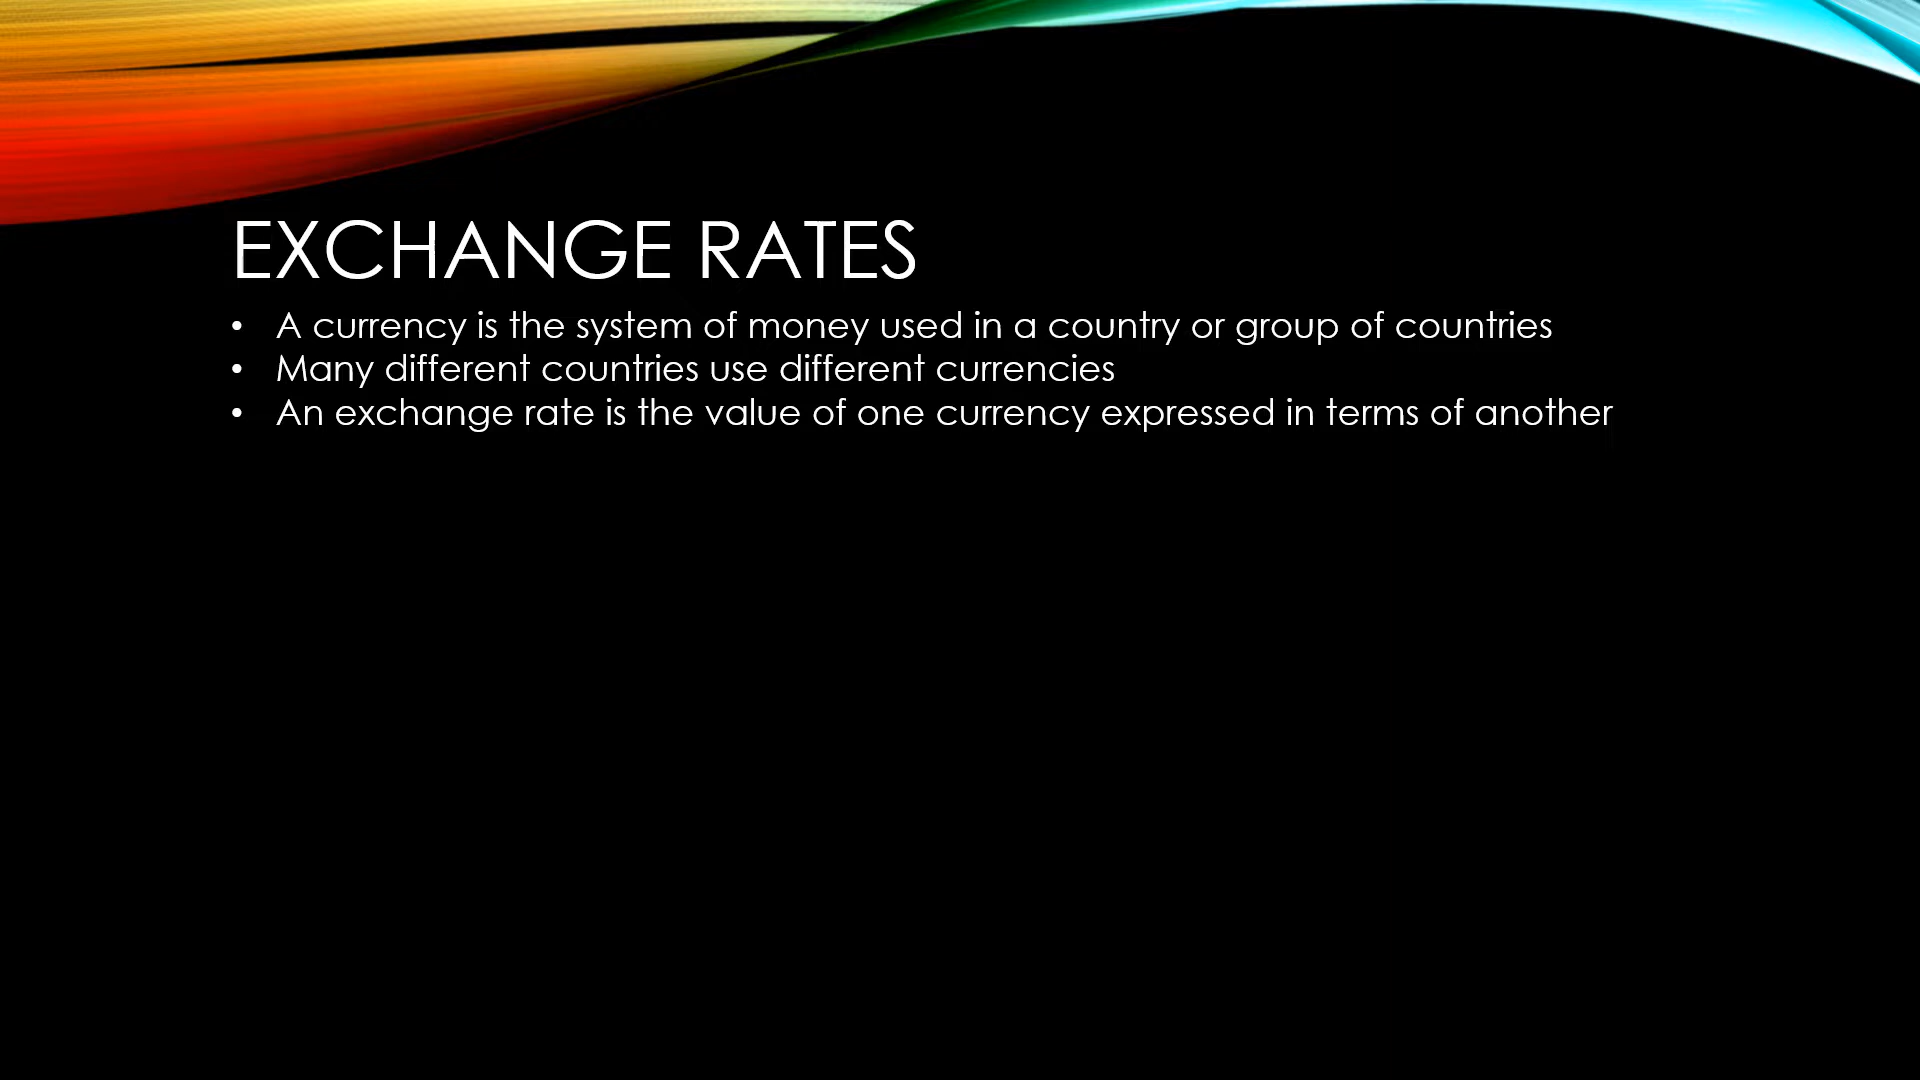 EXCHANGE RATES
• A currency is the system of money used in a country or group of countries
• Many different countries use different currencies
• An exchange rate is the value of one currency expressed in terms of another